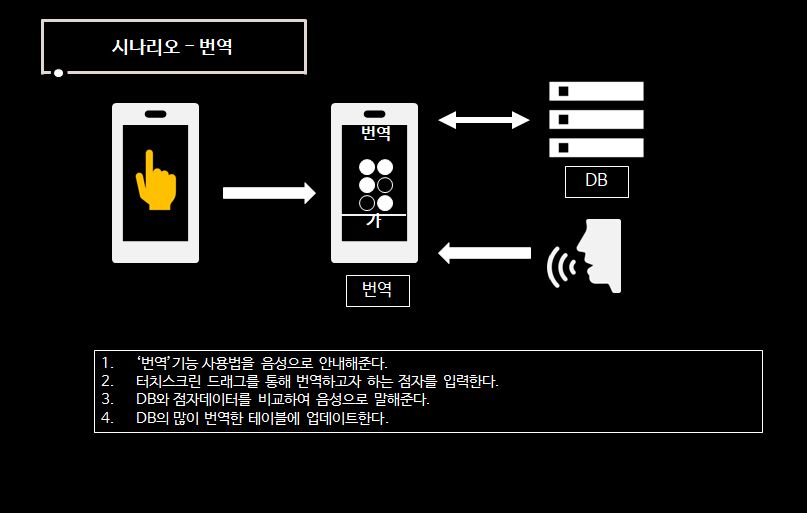 시나리오 – 번역
번역
가
DB
번역
1. ‘번역’기능 사용법을 음성으로 안내해준다.
2. 터치스크린 드래그를 통해 번역하고자 하는 점자를 입력한다.
3. DB와 점자데이터를 비교하여 음성으로 말해준다.
4. DB의 많이 번역한 테이블에 업데이트한다.